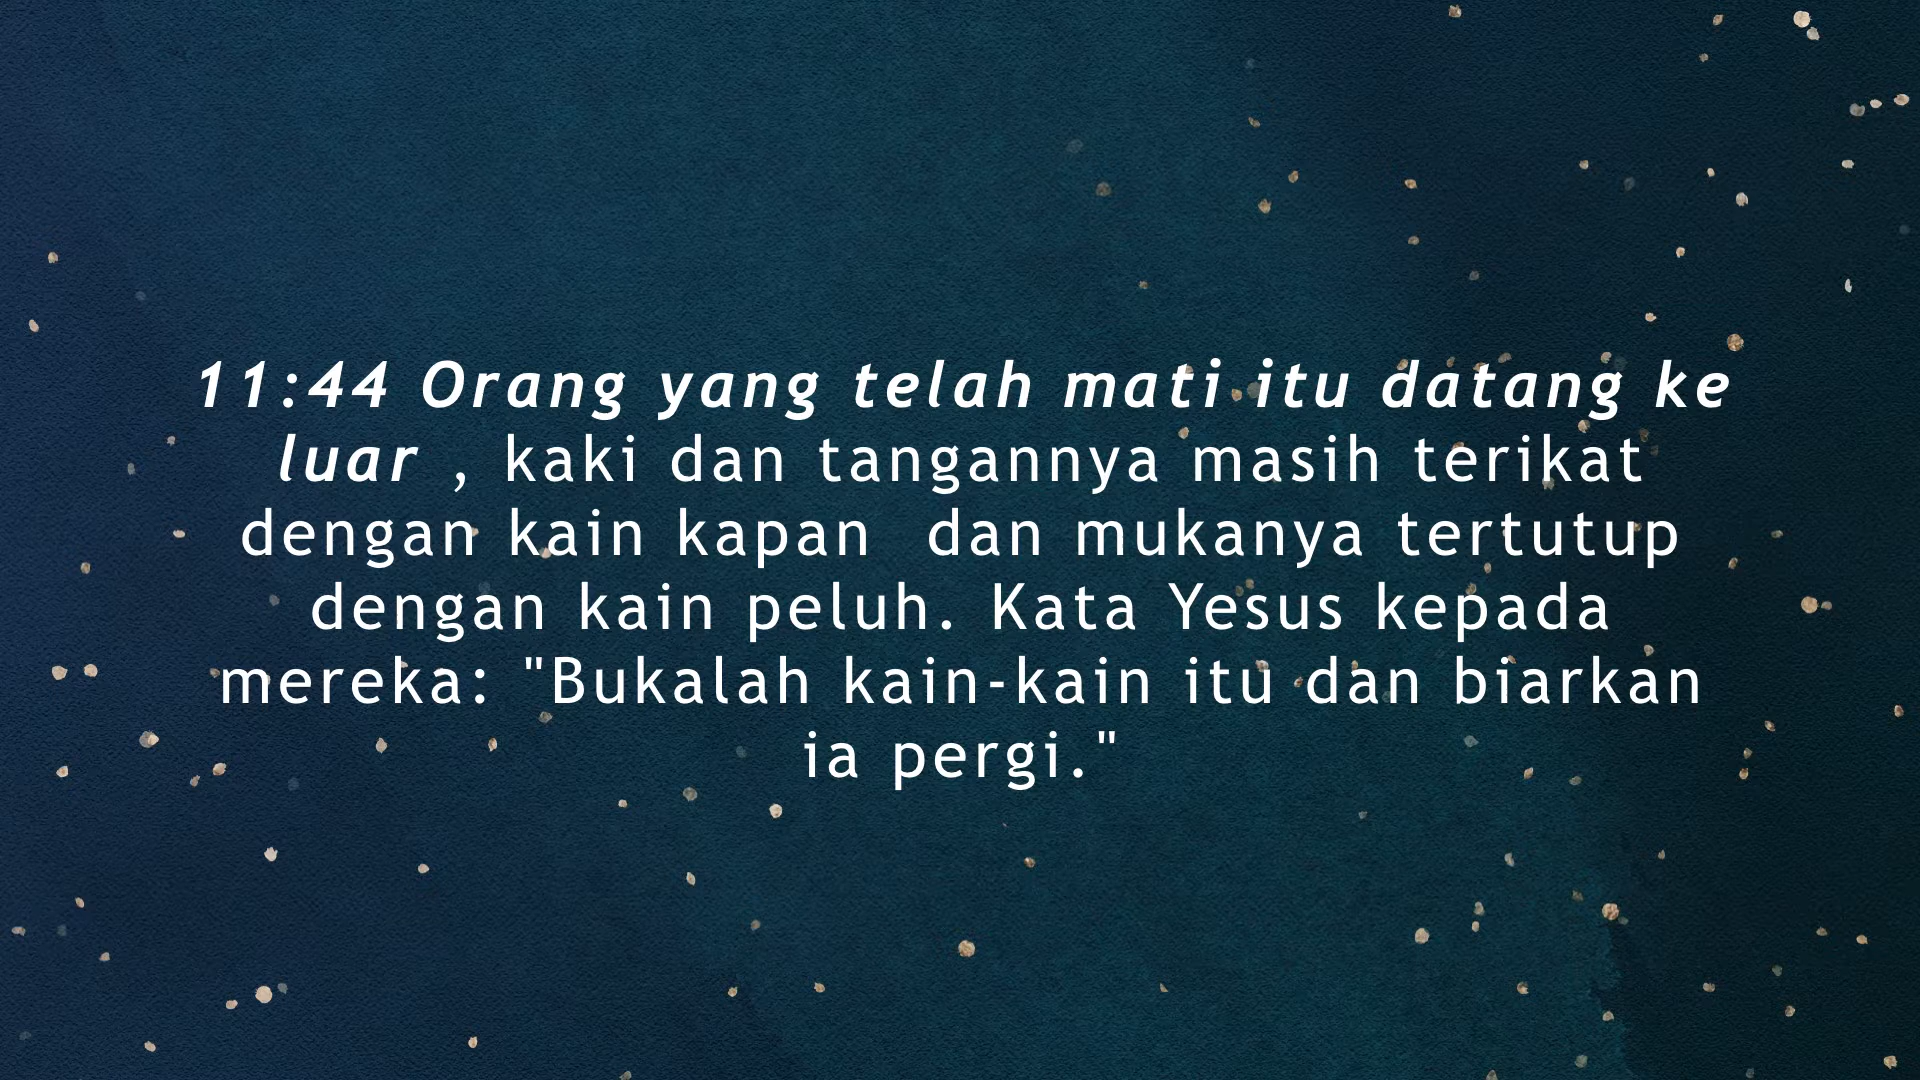 11:44 Orang yang telah mati itu datang ke
luar , kaki dan tangannya masih terikat
dengan kain kapan  dan mukanya tertutup
dengan kain peluh. Kata Yesus kepada
mereka: "Bukalah kain-kain itu dan biarkan
ia pergi."